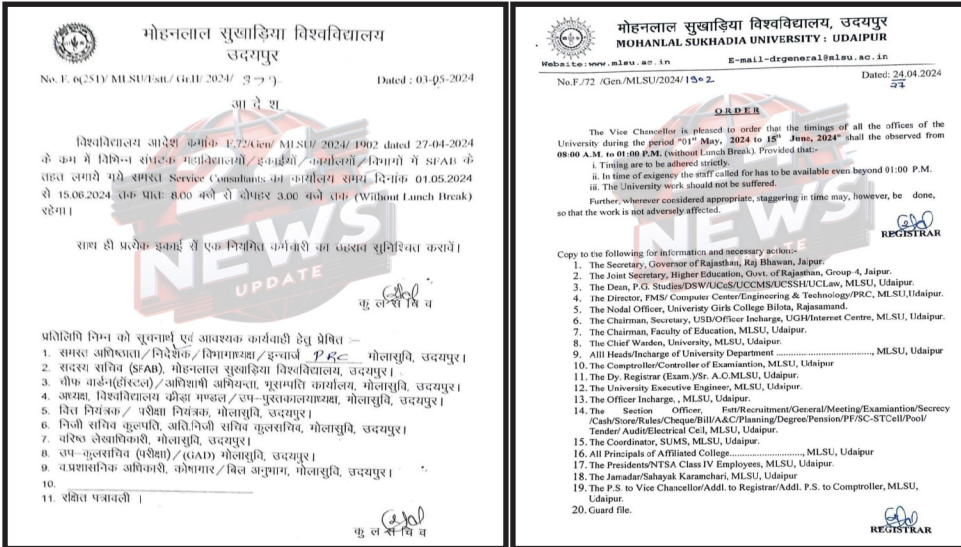 मोहनलाल सुखाड़िया विश्वविद्यालय
उदयपुर
No. F. 6(251)/ MLSU/Estt./ Gr.II/ 2024/
Dated : 03-05-2024
आ दे श
विश्वविद्यालय आदेश कमांक F.72/Gen/ MLSU/ 2024/ 1902 dated 27-04-2024
के कम में विभिन्न संघटक महाविद्यालयों/इकाईयों/कार्यालयों/विभागों में SFAB के
तहत लगाये गये समस्त Service Consultants का कार्यालय समय दिनांक 01.05.2024
से 15.06.2024 तक प्रातः 8.00 बजे से दोपहर 3.00 बजे तक (Without Lunch Break)
रहेगा।
साथ ही प्रत्येक इकाई सें एक नियमित कर्मचारी का ठहराव सुनिश्चित करावें।
कु ल स चि व
प्रतिलिपि निम्न को सूचनार्थ एवं आवश्यक कार्यवाही हेतु प्रेषित :-
1. समस्त अधिष्ठाता/निदेशक/विभागाध्यक्ष/इन्चार्ज PRC मोलासुवि, उदयपुर।
2. सदस्य सचिव (SFAB), मोहनलाल सुखाड़िया विश्वविद्यालय, उदयपुर।
3. चीफ वार्डन(हॉस्टल)/अधिशाषी अभियन्ता, भूसम्पति कार्यालय, मोलासुवि, उदयपुर।
4. अध्यक्ष, विश्वविद्यालय कीड़ा मण्डल/उप-पुस्तकालयाध्यक्ष, मोलासुवि, उदयपुर।
5. वित्त नियंत्रक/ परीक्षा नियंत्रक, मोलासुवि, उदयपुर।
6. निजी सचिव कुलपति, अति.निजी सचिव कुलसचिव, मोलासुवि, उदयपुर।
7. वरिष्ठ लेखाधिकारी, मोलासुवि, उदयपुर।
8. उप-कुलसचिव (परीक्षा)/(GAD) मोलासुवि, उदयपुर।
9. व.प्रशासनिक अधिकारी, कोषागार/बिल अनुभाग, मोलासुवि, उदयपुर।
10.
11. रक्षित पत्रावली ।
कु ल स चि व
NEWS
UPDATE
मोहनलाल सुखाड़िया विश्वविद्यालय, उदयपुर
MOHANLAL SUKHADIA UNIVERSITY : UDAIPUR
Website:www.mlsu.ac.in E-mail-drgeneral@mlsu.ac.in
No.F./72 /Gen/MLSU/2024/1902
Dated: 24.04.2024
27
ORDER
The Vice Chancellor is pleased to order that the timings of all the offices of the
University during the period "01st May, 2024 to 15th June, 2024" shall the observed from
08:00 A.M. to 01:00 P.M. (without Lunch Break). Provided that:-
i. Timing are to be adhered strictly.
ii. In time of exigency the staff called for has to be available even beyond 01:00 P.M.
iii. The University work should not be suffered.
Further, wherever considered appropriate, staggering in time may, however, be done,
so that the work is not adversely affected.
REGISTRAR
Copy to the following for information and necessary action:-
1. The Secretary, Governor of Rajasthan, Raj Bhawan, Jaipur.
2. The Joint Secretary, Higher Education, Govt. of Rajasthan, Group-4, Jaipur.
3. The Dean, P.G. Studies/DSW/UCoS/UCCMS/UCSSH/UCLaw, MLSU, Udaipur.
4. The Director, FMS/ Computer Center/Engineering & Technology/PRC, MLSU,Udaipur.
5. The Nodal Officer, Univeristy Girls College Bilota, Rajasamand.
6. The Chairman, Secretary, USB/Officer Incharge, UGH/Internet Centre, MLSU, Udaipur.
7. The Chairman, Faculty of Education, MLSU, Udaipur.
8. The Chief Warden, University, MLSU, Udaipur.
9. Alll Heads/Incharge of University Department ........................, MLSU, Udaipur
10. The Comptroller/Controller of Examiantion, MLSU, Udaipur.
11. The Dy. Registrar (Exam.)/Sr. A.O.MLSU, Udaipur.
12. The University Executive Engineer, MLSU, Udaipur.
13. The Officer Incharge, , MLSU, Udaipur.
14. The Section Officer, Estt/Recruitment/General/Meeting/Examiantion/Secrecy
/Cash/Store/Rules/Cheque/Bill/A&C/Planning/Degree/Pension/PF/SC-STCell/Pool/
Tender/ Audit/Electrical Cell, MLSU, Udaipur.
15. The Coordinator, SUMS, MLSU, Udaipur.
16. All Principals of Affiliated College......................, MLSU, Udaipur
17. The Presidents/NTSA Class IV Employees, MLSU, Udaipur.
18. The Jamadar/Sahayak Karamchari, MLSU, Udaipur
19. The P.S. to Vice Chancellor/Addl. to Registrar/Addl. P.S. to Comptroller, MLSU,
Udaipur.
20. Guard file.
REGISTRAR